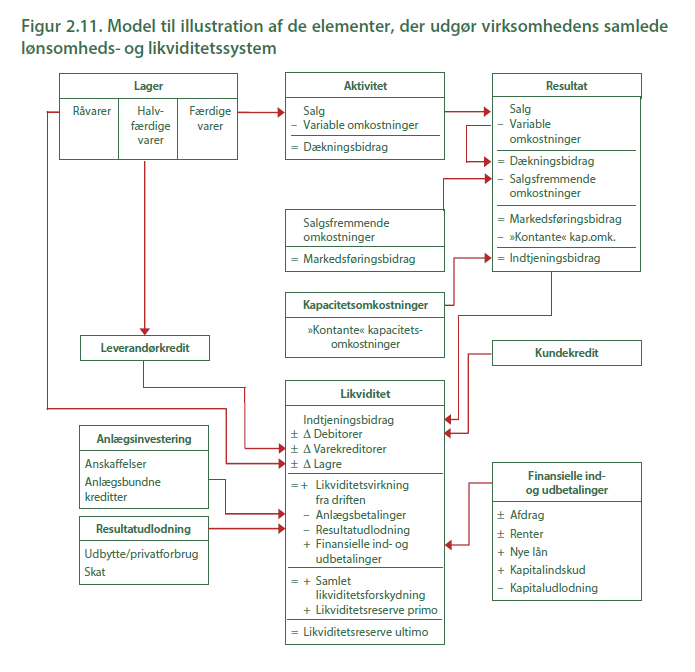 Figur 2.11. Model til illustration af de elementer, der udgør virksomhedens samlede
lønsomheds- og likviditetssystem
Lager
Råvarer
Halv-
færdige
varer
Færdige
varer
Aktivitet
Salg
– Variable omkostninger
= Dækningsbidrag
Resultat
Salg
– Variable
omkostninger
= Dækningsbidrag
– Salgsfremmende
omkostninger
= Markedsføringsbidrag
– »Kontante« kap.omk.
= Indtjeningsbidrag
Salgsfremmende
omkostninger
= Markedsføringsbidrag
Kapacitetsomkostninger
»Kontante« kapacitets-
omkostninger
Leverandørkredit
Kundekredit
Likviditet
Indtjeningsbidrag
± Δ Debitorer
± Δ Varekreditorer
± Δ Lagre
=+ Likviditetsvirkning
fra driften
– Anlægsbetalinger
– Resultatudlodning
+ Finansielle ind- og
udbetalinger
= + Samlet
likviditetsforskydning
+ Likviditetsreserve primo
= Likviditetsreserve ultimo
Anlægsinvestering
Anskaffelser
Anlægsbundne
kreditter
Resultatudlodning
Udbytte/privatforbrug
Skat
Finansielle ind-
og udbetalinger
± Afdrag
± Renter
+ Nye lån
+ Kapitalindskud
– Kapitaludlodning